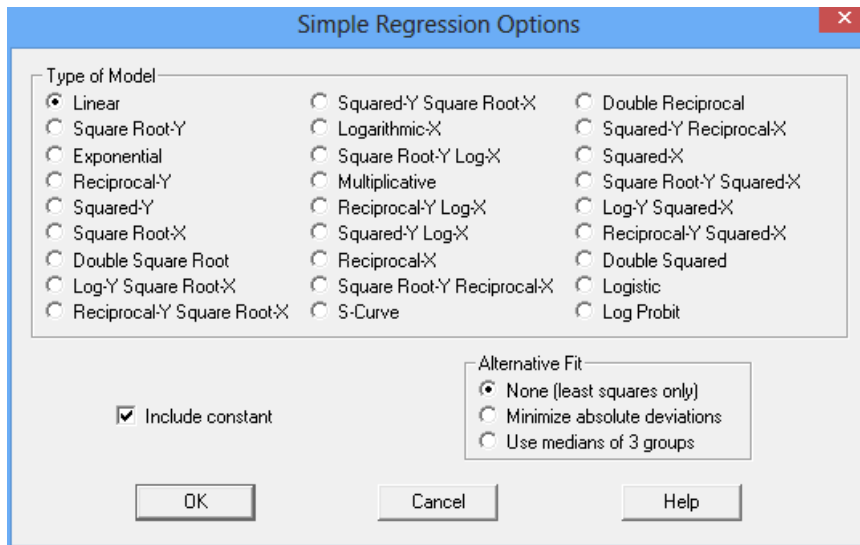 Simple Regression Options
Type of Model
Linear
Square Root-Y
Exponential
Reciprocal-Y
Squared-Y
Square Root-X
Double Square Root
Log-Y Square Root-X
Reciprocal-Y Square Root-X
Squared-Y Square Root-X
Logarithmic-X
Square Root-Y Log-X
Multiplicative
Reciprocal-Y Log-X
Squared-Y Log-X
Reciprocal-X
Square Root-Y Reciprocal-X
S-Curve
Double Reciprocal
Squared-Y Reciprocal-X
Squared-X
Square Root-Y Squared-X
Log-Y Squared-X
Reciprocal-Y Squared-X
Double Squared
Logistic
Log Probit
Include constant
Alternative Fit
None (least squares only)
Minimize absolute deviations
Use medians of 3 groups
OK
Cancel
Help